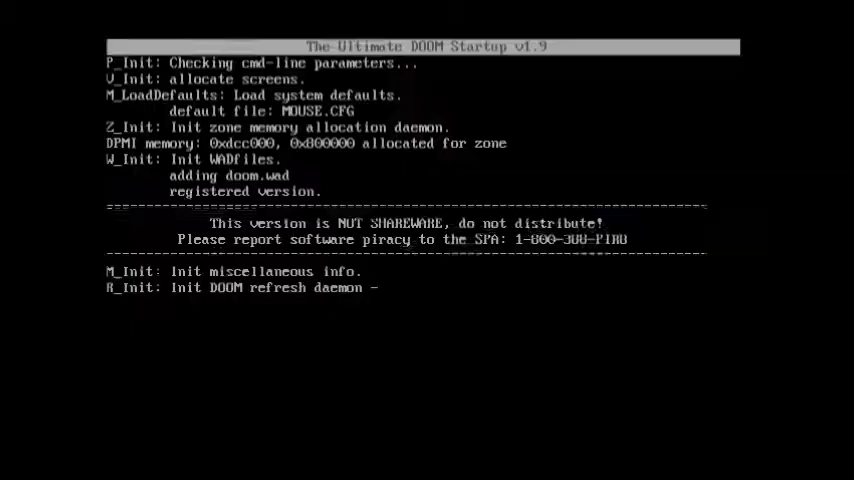 The Ultimate DOOM Startup v1.9
P_Init: Checking cmd-line parameters...
V_Init: allocate screens.
M_LoadDefaults: Load system defaults.
default file: MOUSE.CFG
Z_Init: Init zone memory allocation daemon.
DPMI memory: 0xdcc000, 0x800000 allocated for zone
W_Init: Init WADfiles.
adding doom.wad
registered version.
This version is NOT SHAREWARE, do not distribute!
Please report software piracy to the SPA: 1-800-388-PIR8
M_Init: Init miscellaneous info.
R_Init: Init DOOM refresh daemon -